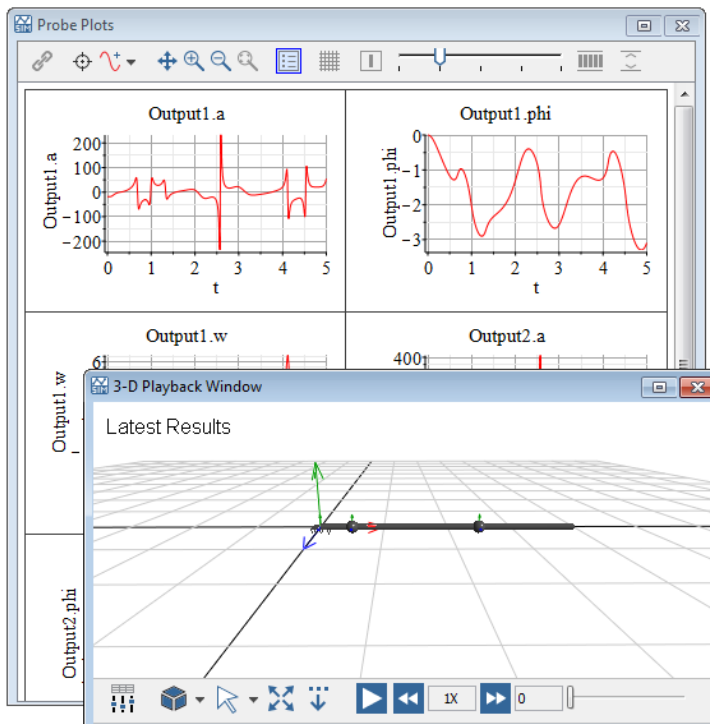 Probe Plots
Output1.a
Output1.a
200
100
0
−100
−200
0 1 2 3 4 5
t
Output1.phi
Output1.phi
0
−1
−2
−3
0 1 2 3 4 5
t
Output1.w
Output1.w
6
Output2.a
400
Output2.phi
3-D Playback Window
Latest Results
1X
0